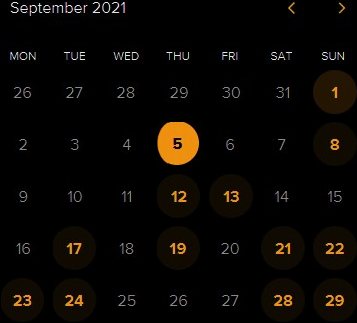 September 2021 < >
MON TUE WED THU FRI SAT SUN
26 27 28 29 30 31 1
2 3 4 5 6 7 8
9 10 11 12 13 14 15
16 17 18 19 20 21 22
23 24 25 26 27 28 29